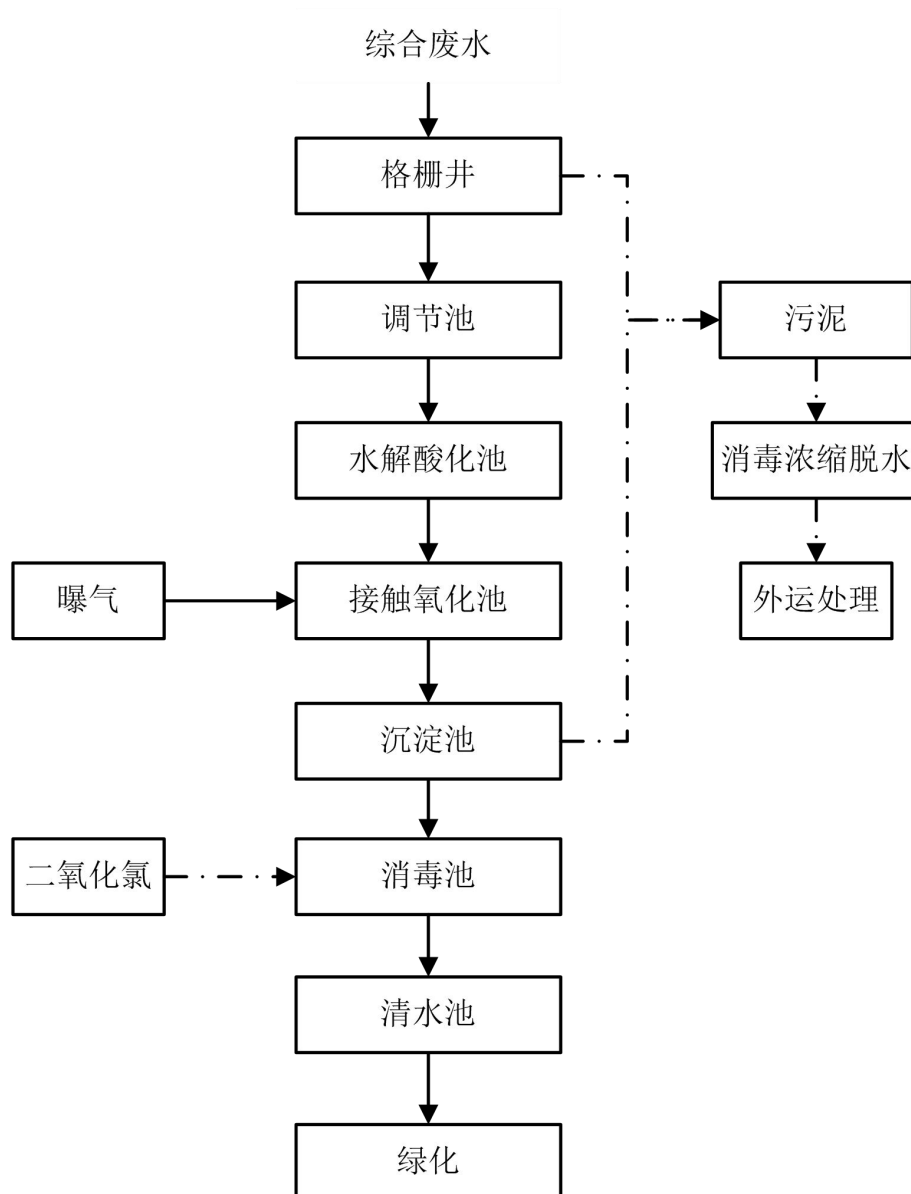 综合废水
格栅井
调节池
污泥
水解酸化池
消毒浓缩脱水
曝气
接触氧化池
外运处理
沉淀池
二氧化氯
消毒池
清水池
绿化